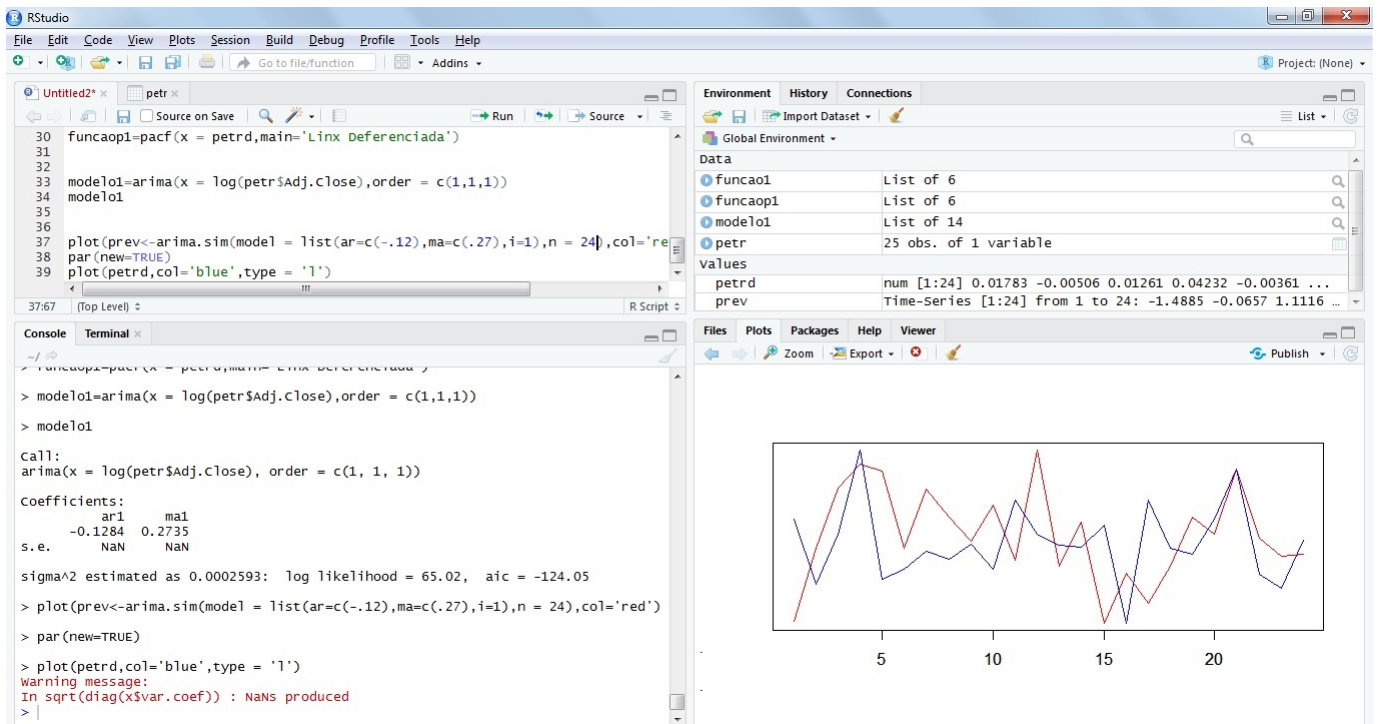 RStudio
File Edit Code View Plots Session Build Debug Profile Tools Help
Go to file/function Addins Project: (None)
Untitled2* petr
Source on Save Run Source
30 funcaop1=pacf(x = petrd,main='Linx Deferenciada')
31
32
33 modelo1=arima(x = log(petr$Adj.Close),order = c(1,1,1))
34 modelo1
35
36
37 plot(prev<-arima.sim(model = list(ar=c(-.12),ma=c(.27),i=1),n = 24),col='re
38 par(new=TRUE)
39 plot(petrd,col='blue',type = 'l')
37:67 (Top Level) R Script
Console Terminal
~/
> funcaop1=pacf(x = petrd,main='Linx Deferenciada')
> modelo1=arima(x = log(petr$Adj.Close),order = c(1,1,1))
> modelo1
Call:
arima(x = log(petr$Adj.Close), order = c(1, 1, 1))
Coefficients:
ar1 ma1
-0.1284 0.2735
s.e. NaN NaN
sigma^2 estimated as 0.0002593: log likelihood = 65.02, aic = -124.05
> plot(prev<-arima.sim(model = list(ar=c(-.12),ma=c(.27),i=1),n = 24),col='red')
> par(new=TRUE)
> plot(petrd,col='blue',type = 'l')
Warning message:
In sqrt(diag(x$var.coef)) : NaNs produced
>
Environment History Connections
Import Dataset List
Global Environment
Data
funcao1 List of 6
funcaop1 List of 6
modelo1 List of 14
petr 25 obs. of 1 variable
Values
petrd num [1:24] 0.01783 -0.00506 0.01261 0.04232 -0.00361 ...
prev Time-Series [1:24] from 1 to 24: -1.4885 -0.0657 1.1116 ...
Files Plots Packages Help Viewer
Zoom Export Publish
5 10 15 20